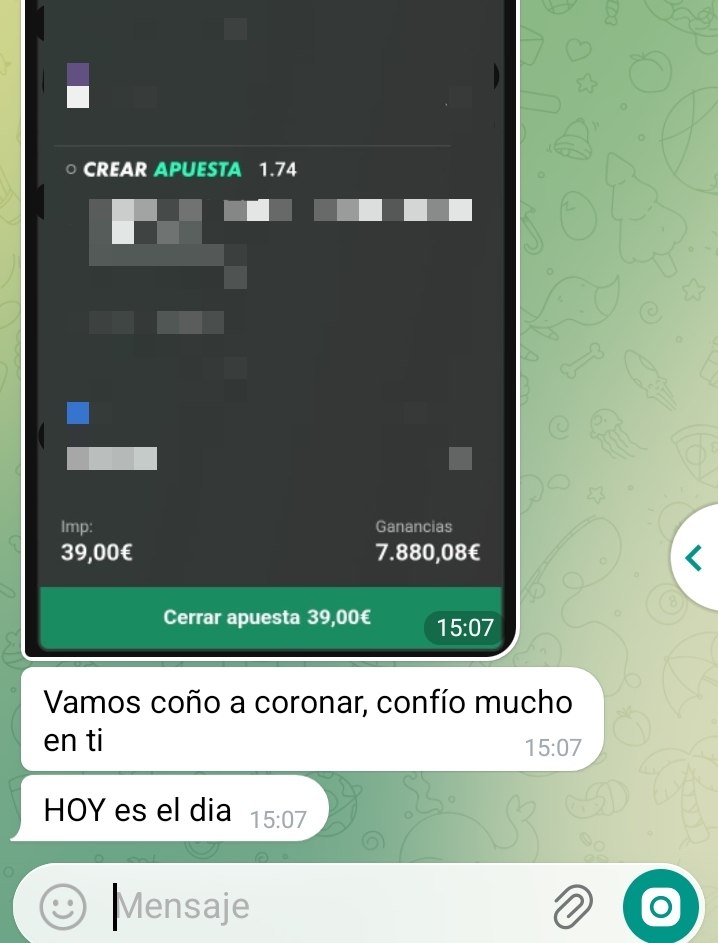 CREAR APUESTA 1.74
Imp: Ganancias
39,00€ 7.880,08€
Cerrar apuesta 39,00€
15:07
Vamos coño a coronar, confío mucho
en ti
15:07
HOY es el dia 15:07
Mensaje